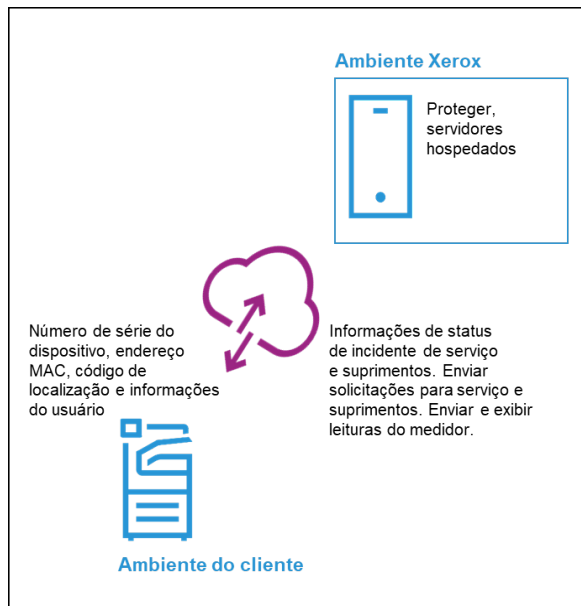 Ambiente Xerox
Proteger,
servidores
hospedados
Número de série do
dispositivo, endereço
MAC, código de
localização e informações
do usuário
Informações de status
de incidente de serviço
e suprimentos. Enviar
solicitações para serviço e
suprimentos. Enviar e exibir
leituras do medidor.
Ambiente do cliente